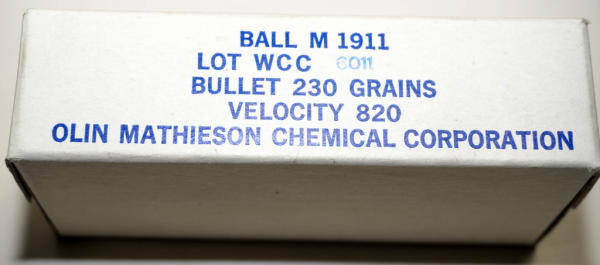 BALL M 1911
LOT WCC 6011
BULLET 230 GRAINS
VELOCITY 820
OLIN MATHIESON CHEMICAL CORPORATION